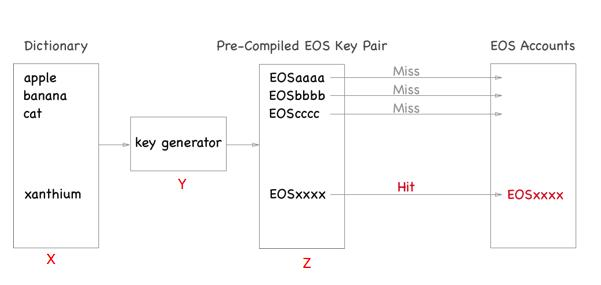 Dictionary
Pre-Compiled EOS Key Pair
EOS Accounts
apple
banana
cat
xanthium
X
key generator
Y
EOSaaaa
EOSbbbb
EOScccc
EOSxxxx
Z
Miss
Miss
Miss
Hit
EOSxxxx